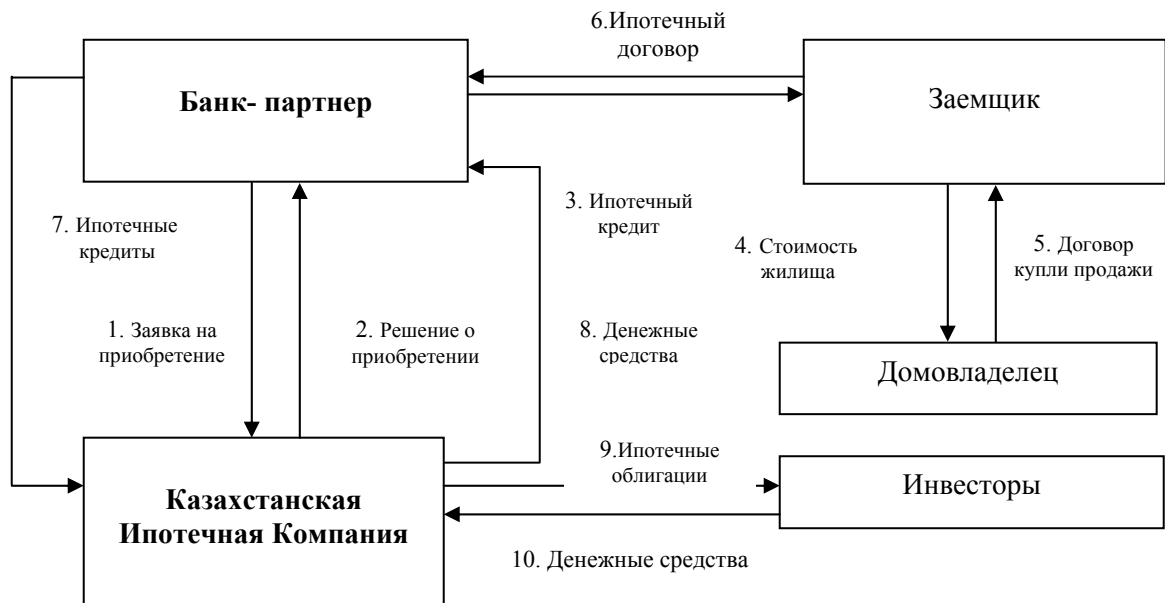 6.Ипотечный
договор
Банк- партнер
Заемщик
7. Ипотечные
кредиты
3. Ипотечный
кредит
4. Стоимость
жилища
5. Договор
купли продажи
1. Заявка на
приобретение
2. Решение о
приобретении
8. Денежные
средства
Домовладелец
9.Ипотечные
облигации
Инвесторы
Казахстанская
Ипотечная Компания
10. Денежные средства